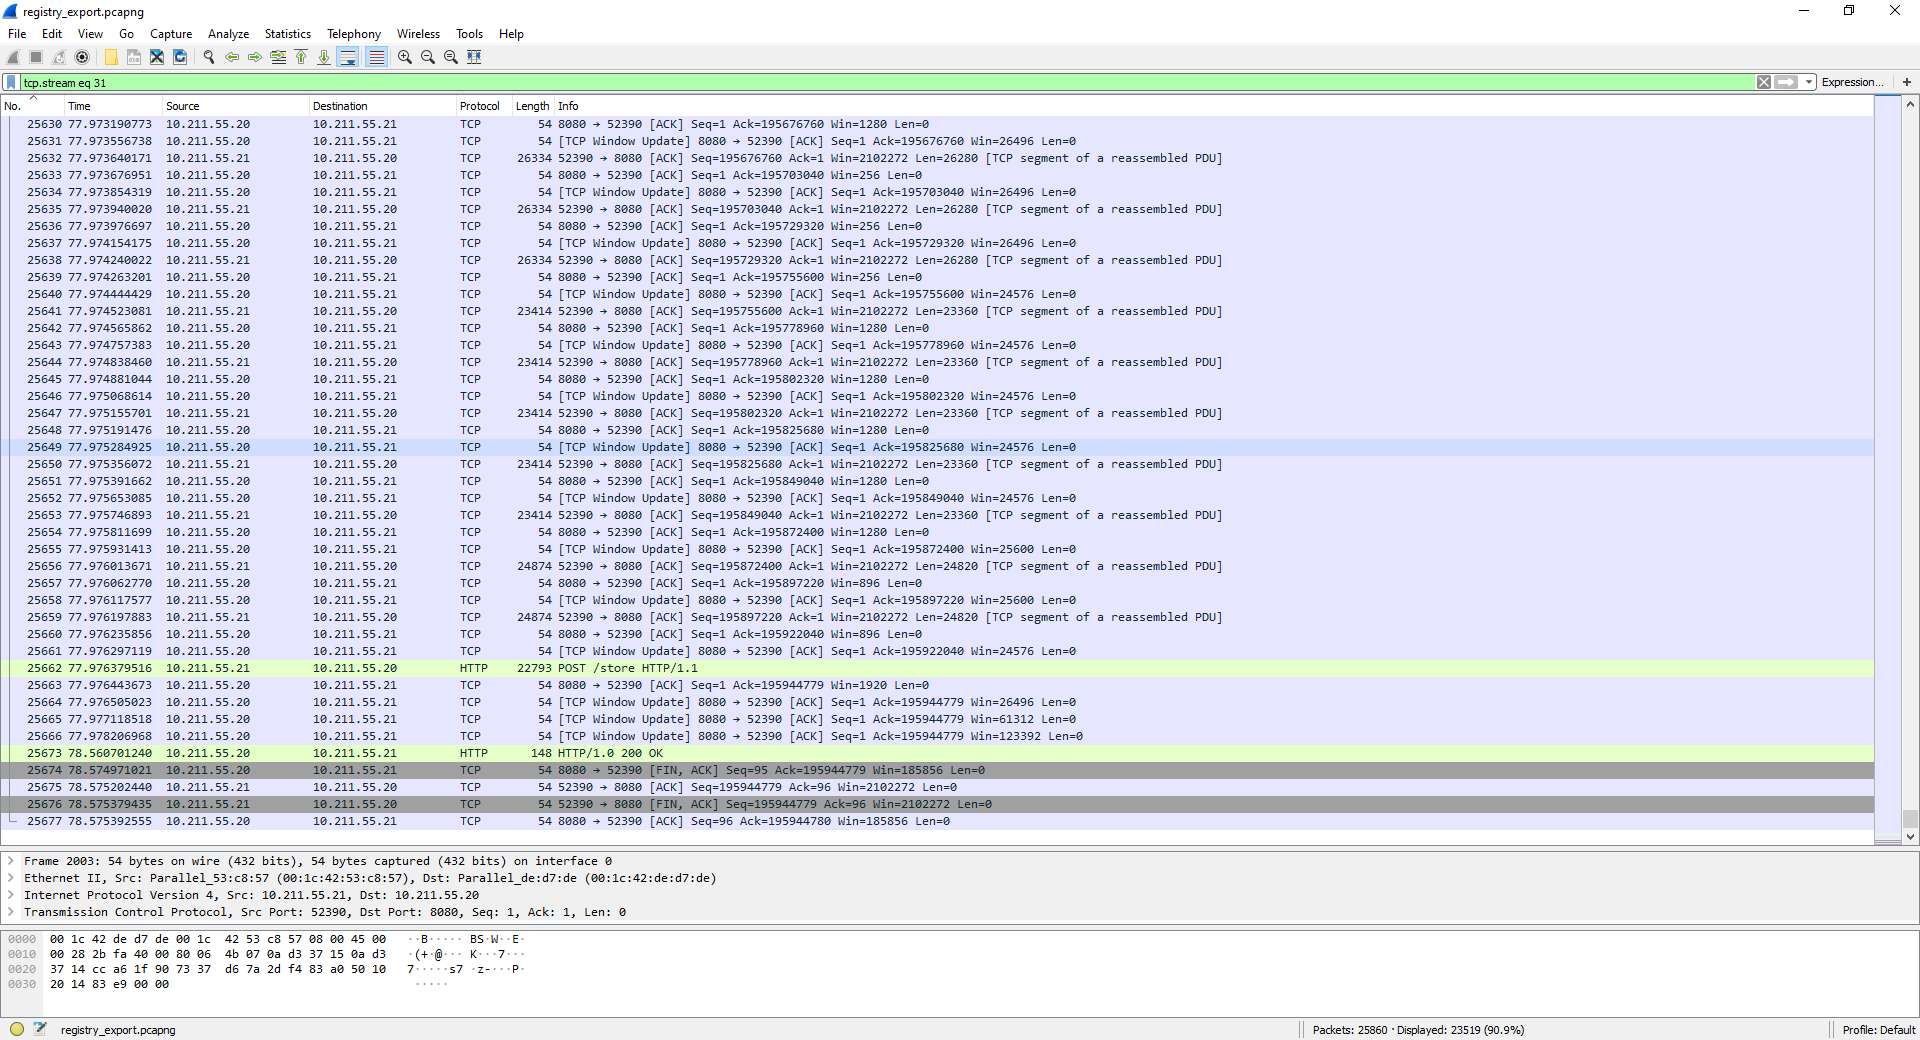 registry_export.pcapng
File Edit View Go Capture Analyze Statistics Telephony Wireless Tools Help
tcp.stream eq 31 Expression... +
No. Time Source Destination Protocol Length Info
25630 77.973190773 10.211.55.20 10.211.55.21 TCP 54 8080 → 52390 [ACK] Seq=1 Ack=195676760 Win=1280 Len=0
25631 77.973556738 10.211.55.20 10.211.55.21 TCP 54 [TCP Window Update] 8080 → 52390 [ACK] Seq=1 Ack=195676760 Win=26496 Len=0
25632 77.973640171 10.211.55.21 10.211.55.20 TCP 26334 52390 → 8080 [ACK] Seq=195676760 Ack=1 Win=2102272 Len=26280 [TCP segment of a reassembled PDU]
25633 77.973676951 10.211.55.20 10.211.55.21 TCP 54 8080 → 52390 [ACK] Seq=1 Ack=195703040 Win=256 Len=0
25634 77.973854319 10.211.55.20 10.211.55.21 TCP 54 [TCP Window Update] 8080 → 52390 [ACK] Seq=1 Ack=195703040 Win=26496 Len=0
25635 77.973940020 10.211.55.21 10.211.55.20 TCP 26334 52390 → 8080 [ACK] Seq=195703040 Ack=1 Win=2102272 Len=26280 [TCP segment of a reassembled PDU]
25636 77.973976697 10.211.55.20 10.211.55.21 TCP 54 8080 → 52390 [ACK] Seq=1 Ack=195729320 Win=256 Len=0
25637 77.974154175 10.211.55.20 10.211.55.21 TCP 54 [TCP Window Update] 8080 → 52390 [ACK] Seq=1 Ack=195729320 Win=26496 Len=0
25638 77.974240022 10.211.55.21 10.211.55.20 TCP 26334 52390 → 8080 [ACK] Seq=195729320 Ack=1 Win=2102272 Len=26280 [TCP segment of a reassembled PDU]
25639 77.974263201 10.211.55.20 10.211.55.21 TCP 54 8080 → 52390 [ACK] Seq=1 Ack=195755600 Win=256 Len=0
25640 77.974444429 10.211.55.20 10.211.55.21 TCP 54 [TCP Window Update] 8080 → 52390 [ACK] Seq=1 Ack=195755600 Win=24576 Len=0
25641 77.974523081 10.211.55.21 10.211.55.20 TCP 23414 52390 → 8080 [ACK] Seq=195755600 Ack=1 Win=2102272 Len=23360 [TCP segment of a reassembled PDU]
25642 77.974565862 10.211.55.20 10.211.55.21 TCP 54 8080 → 52390 [ACK] Seq=1 Ack=195778960 Win=1280 Len=0
25643 77.974757383 10.211.55.20 10.211.55.21 TCP 54 [TCP Window Update] 8080 → 52390 [ACK] Seq=1 Ack=195778960 Win=24576 Len=0
25644 77.974838460 10.211.55.21 10.211.55.20 TCP 23414 52390 → 8080 [ACK] Seq=195778960 Ack=1 Win=2102272 Len=23360 [TCP segment of a reassembled PDU]
25645 77.974881044 10.211.55.20 10.211.55.21 TCP 54 8080 → 52390 [ACK] Seq=1 Ack=195802320 Win=1280 Len=0
25646 77.975068614 10.211.55.20 10.211.55.21 TCP 54 [TCP Window Update] 8080 → 52390 [ACK] Seq=1 Ack=195802320 Win=24576 Len=0
25647 77.975155701 10.211.55.21 10.211.55.20 TCP 23414 52390 → 8080 [ACK] Seq=195802320 Ack=1 Win=2102272 Len=23360 [TCP segment of a reassembled PDU]
25648 77.975191476 10.211.55.20 10.211.55.21 TCP 54 8080 → 52390 [ACK] Seq=1 Ack=195825680 Win=1280 Len=0
25649 77.975284925 10.211.55.20 10.211.55.21 TCP 54 [TCP Window Update] 8080 → 52390 [ACK] Seq=1 Ack=195825680 Win=24576 Len=0
25650 77.975356072 10.211.55.21 10.211.55.20 TCP 23414 52390 → 8080 [ACK] Seq=195825680 Ack=1 Win=2102272 Len=23360 [TCP segment of a reassembled PDU]
25651 77.975391662 10.211.55.20 10.211.55.21 TCP 54 8080 → 52390 [ACK] Seq=1 Ack=195849040 Win=1280 Len=0
25652 77.975653085 10.211.55.20 10.211.55.21 TCP 54 [TCP Window Update] 8080 → 52390 [ACK] Seq=1 Ack=195849040 Win=24576 Len=0
25653 77.975746893 10.211.55.21 10.211.55.20 TCP 23414 52390 → 8080 [ACK] Seq=195849040 Ack=1 Win=2102272 Len=23360 [TCP segment of a reassembled PDU]
25654 77.975811699 10.211.55.20 10.211.55.21 TCP 54 8080 → 52390 [ACK] Seq=1 Ack=195872400 Win=1280 Len=0
25655 77.975931413 10.211.55.20 10.211.55.21 TCP 54 [TCP Window Update] 8080 → 52390 [ACK] Seq=1 Ack=195872400 Win=25600 Len=0
25656 77.976013671 10.211.55.21 10.211.55.20 TCP 24874 52390 → 8080 [ACK] Seq=195872400 Ack=1 Win=2102272 Len=24820 [TCP segment of a reassembled PDU]
25657 77.976062770 10.211.55.20 10.211.55.21 TCP 54 8080 → 52390 [ACK] Seq=1 Ack=195897220 Win=896 Len=0
25658 77.976117577 10.211.55.20 10.211.55.21 TCP 54 [TCP Window Update] 8080 → 52390 [ACK] Seq=1 Ack=195897220 Win=25600 Len=0
25659 77.976197883 10.211.55.21 10.211.55.20 TCP 24874 52390 → 8080 [ACK] Seq=195897220 Ack=1 Win=2102272 Len=24820 [TCP segment of a reassembled PDU]
25660 77.976235856 10.211.55.20 10.211.55.21 TCP 54 8080 → 52390 [ACK] Seq=1 Ack=195922040 Win=896 Len=0
25661 77.976297119 10.211.55.20 10.211.55.21 TCP 54 [TCP Window Update] 8080 → 52390 [ACK] Seq=1 Ack=195922040 Win=24576 Len=0
25662 77.976379516 10.211.55.21 10.211.55.20 HTTP 22793 POST /store HTTP/1.1
25663 77.976443673 10.211.55.20 10.211.55.21 TCP 54 8080 → 52390 [ACK] Seq=1 Ack=195944779 Win=1920 Len=0
25664 77.976505023 10.211.55.20 10.211.55.21 TCP 54 [TCP Window Update] 8080 → 52390 [ACK] Seq=1 Ack=195944779 Win=26496 Len=0
25665 77.977118518 10.211.55.20 10.211.55.21 TCP 54 [TCP Window Update] 8080 → 52390 [ACK] Seq=1 Ack=195944779 Win=61312 Len=0
25666 77.978206968 10.211.55.20 10.211.55.21 TCP 54 [TCP Window Update] 8080 → 52390 [ACK] Seq=1 Ack=195944779 Win=123392 Len=0
25673 78.560701240 10.211.55.20 10.211.55.21 HTTP 148 HTTP/1.0 200 OK
25674 78.574971021 10.211.55.20 10.211.55.21 TCP 54 8080 → 52390 [FIN, ACK] Seq=95 Ack=195944779 Win=185856 Len=0
25675 78.575202440 10.211.55.21 10.211.55.20 TCP 54 52390 → 8080 [ACK] Seq=195944779 Ack=96 Win=2102272 Len=0
25676 78.575379435 10.211.55.21 10.211.55.20 TCP 54 52390 → 8080 [FIN, ACK] Seq=195944779 Ack=96 Win=2102272 Len=0
25677 78.575392555 10.211.55.20 10.211.55.21 TCP 54 8080 → 52390 [ACK] Seq=96 Ack=195944780 Win=185856 Len=0
Frame 2003: 54 bytes on wire (432 bits), 54 bytes captured (432 bits) on interface 0
Ethernet II, Src: Parallel_53:c8:57 (00:1c:42:53:c8:57), Dst: Parallel_de:d7:de (00:1c:42:de:d7:de)
Internet Protocol Version 4, Src: 10.211.55.21, Dst: 10.211.55.20
Transmission Control Protocol, Src Port: 52390, Dst Port: 8080, Seq: 1, Ack: 1, Len: 0
0000 00 1c 42 de d7 de 00 1c 42 53 c8 57 08 00 45 00 ··B····· BS·W··E·
0010 00 28 2b fa 40 00 80 06 4b 07 0a d3 37 15 0a d3 ·(+·@··· K···7···
0020 37 14 cc a6 1f 90 73 37 d6 7a 2d f4 83 a0 50 10 7·····s7 ·z-···P·
0030 20 14 83 e9 00 00 ·····
registry_export.pcapng Packets: 25860 · Displayed: 23519 (90.9%) Profile: Default